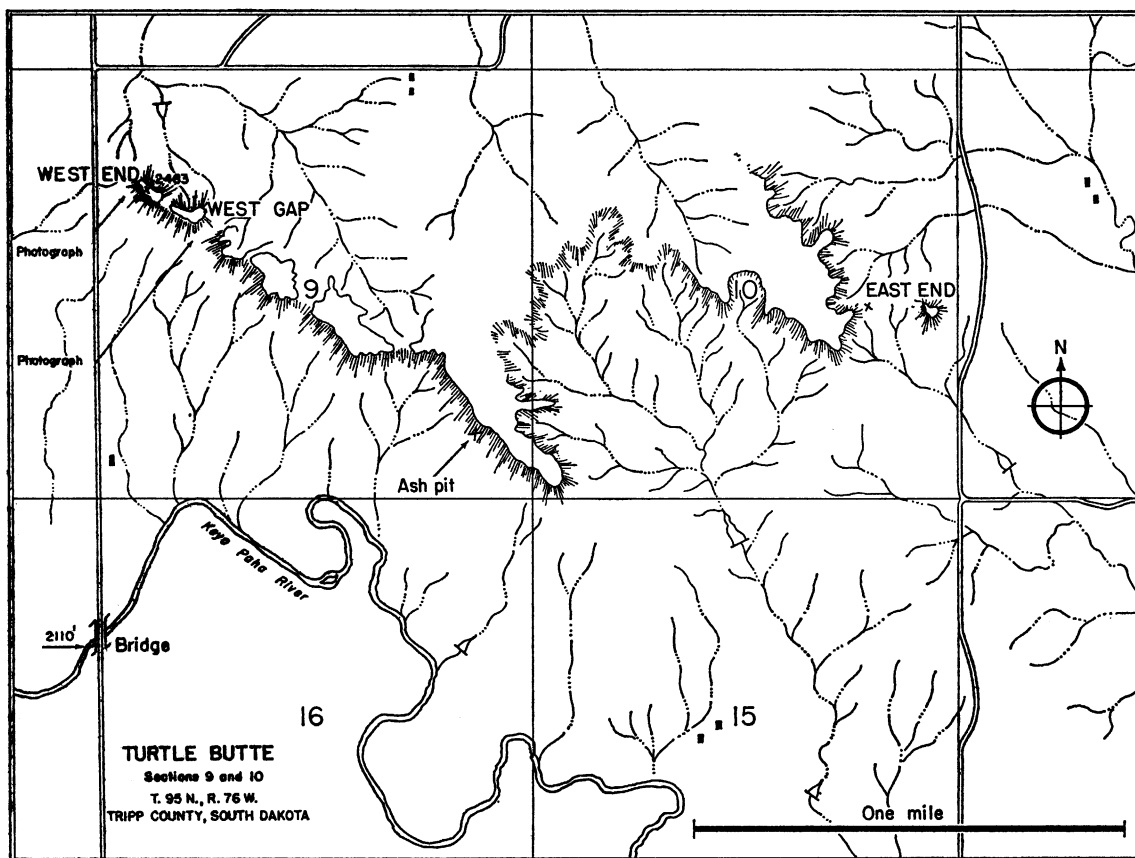 WEST END 2483
WEST GAP
Photograph
9
10
EAST END
Photograph
N
Ash pit
Keya Paha River
2110'
Bridge
16
15
TURTLE BUTTE
Sections 9 and 10
T. 95 N., R. 76 W.
TRIPP COUNTY, SOUTH DAKOTA
One mile